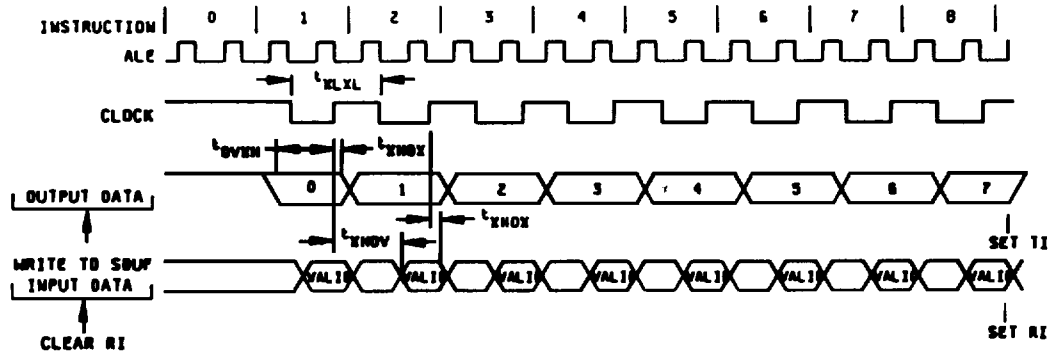 INSTRUCTION 0 1 2 3 4 5 6 7 8
ALE
tXLXL
CLOCK
tQVXH tXHQX
OUTPUT DATA 0 1 2 3 4 5 6 7
tXHDX
tXHDV
SET TI
WRITE TO SBUF
INPUT DATA VALID VALID VALID VALID VALID VALID VALID VALID
SET RI
CLEAR RI